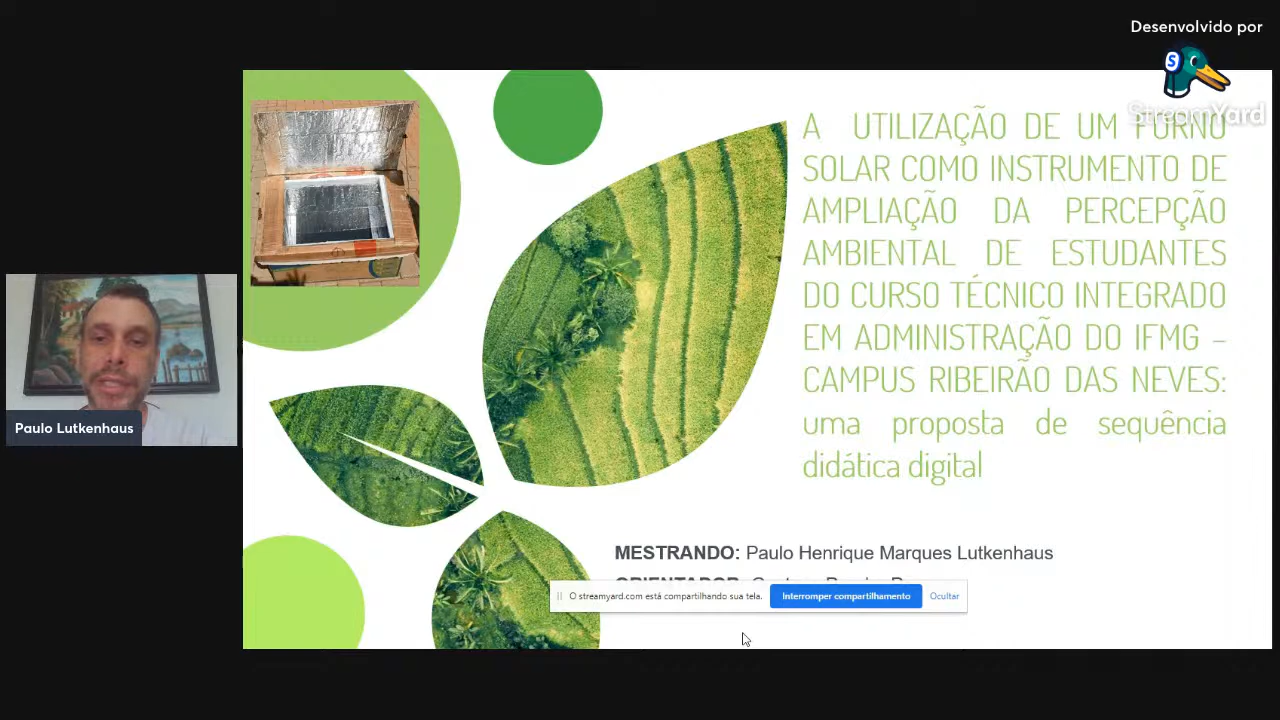 Desenvolvido por
StreamYard
A UTILIZAÇÃO DE UM FORNO
SOLAR COMO INSTRUMENTO DE
AMPLIAÇÃO DA PERCEPÇÃO
AMBIENTAL DE ESTUDANTES
DO CURSO TÉCNICO INTEGRADO
EM ADMINISTRAÇÃO DO IFMG –
CAMPUS RIBEIRÃO DAS NEVES:
uma proposta de sequência
didática digital
Paulo Lutkenhaus
MESTRANDO: Paulo Henrique Marques Lutkenhaus
ORIENTADOR:
O streamyard.com está compartilhando sua tela.
Interromper compartilhamento
Ocultar